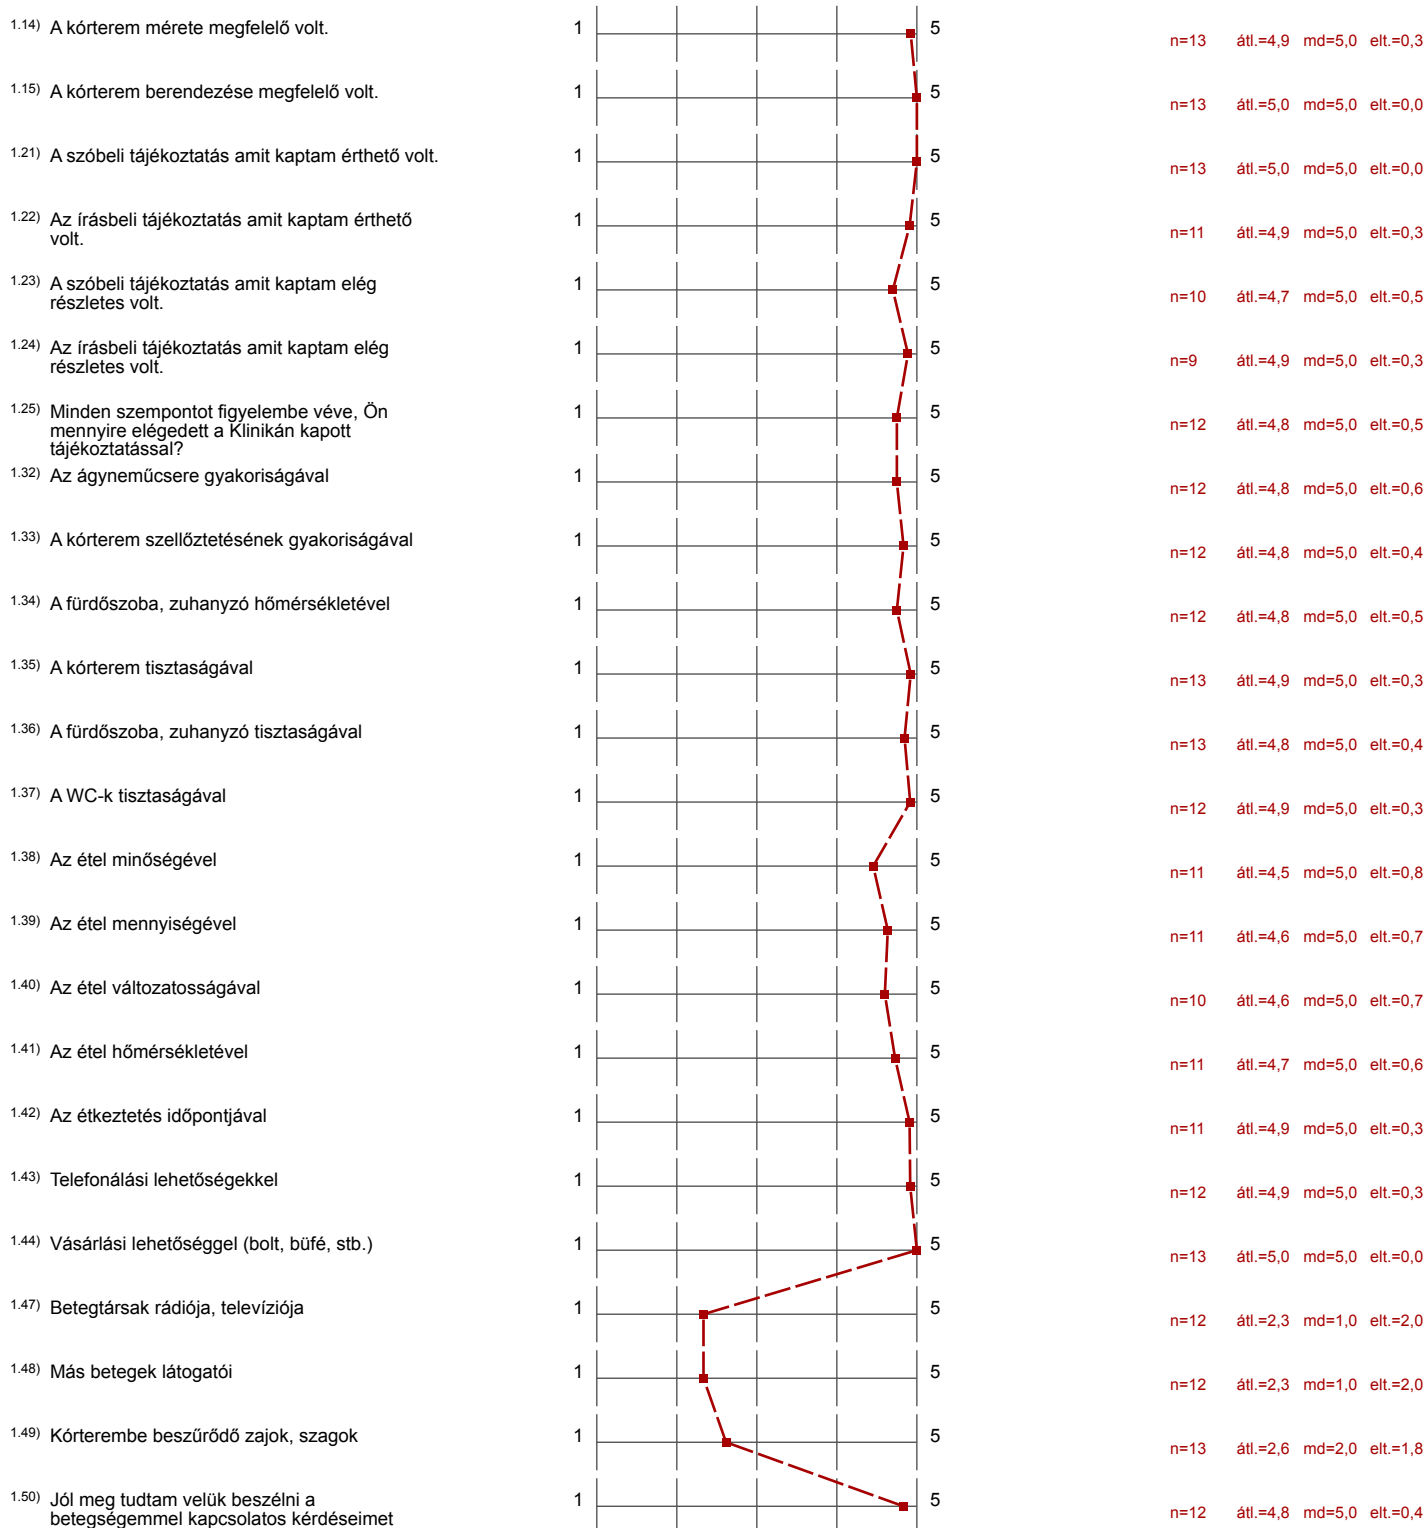 1.14) A kórterem mérete megfelelő volt. 1 5 n=13 átl.=4,9 md=5,0 elt.=0,3
1.15) A kórterem berendezése megfelelő volt. 1 5 n=13 átl.=5,0 md=5,0 elt.=0,0
1.21) A szóbeli tájékoztatás amit kaptam érthető volt. 1 5 n=13 átl.=5,0 md=5,0 elt.=0,0
1.22) Az írásbeli tájékoztatás amit kaptam érthető 1 5
volt. n=11 átl.=4,9 md=5,0 elt.=0,3
1.23) A szóbeli tájékoztatás amit kaptam elég 1 5
részletes volt. n=10 átl.=4,7 md=5,0 elt.=0,5
1.24) Az írásbeli tájékoztatás amit kaptam elég 1 5
részletes volt. n=9 átl.=4,9 md=5,0 elt.=0,3
1.25) Minden szempontot figyelembe véve, Ön 1 5
mennyire elégedett a Klinikán kapott n=12 átl.=4,8 md=5,0 elt.=0,5
tájékoztatással?
1.32) Az ágyneműcsere gyakoriságával 1 5 n=12 átl.=4,8 md=5,0 elt.=0,6
1.33) A kórterem szellőztetésének gyakoriságával 1 5 n=12 átl.=4,8 md=5,0 elt.=0,4
1.34) A fürdőszoba, zuhanyzó hőmérsékletével 1 5 n=12 átl.=4,8 md=5,0 elt.=0,5
1.35) A kórterem tisztaságával 1 5 n=13 átl.=4,9 md=5,0 elt.=0,3
1.36) A fürdőszoba, zuhanyzó tisztaságával 1 5 n=13 átl.=4,8 md=5,0 elt.=0,4
1.37) A WC-k tisztaságával 1 5 n=12 átl.=4,9 md=5,0 elt.=0,3
1.38) Az étel minőségével 1 5 n=11 átl.=4,5 md=5,0 elt.=0,8
1.39) Az étel mennyiségével 1 5 n=11 átl.=4,6 md=5,0 elt.=0,7
1.40) Az étel változatosságával 1 5 n=10 átl.=4,6 md=5,0 elt.=0,7
1.41) Az étel hőmérsékletével 1 5 n=11 átl.=4,7 md=5,0 elt.=0,6
1.42) Az étkeztetés időpontjával 1 5 n=11 átl.=4,9 md=5,0 elt.=0,3
1.43) Telefonálási lehetőségekkel 1 5 n=12 átl.=4,9 md=5,0 elt.=0,3
1.44) Vásárlási lehetőséggel (bolt, büfé, stb.) 1 5 n=13 átl.=5,0 md=5,0 elt.=0,0
1.47) Betegtársak rádiója, televíziója 1 5 n=12 átl.=2,3 md=1,0 elt.=2,0
1.48) Más betegek látogatói 1 5 n=12 átl.=2,3 md=1,0 elt.=2,0
1.49) Kórterembe beszűrődő zajok, szagok 1 5 n=13 átl.=2,6 md=2,0 elt.=1,8
1.50) Jól meg tudtam velük beszélni a 1 5
betegségemmel kapcsolatos kérdéseimet n=12 átl.=4,8 md=5,0 elt.=0,4